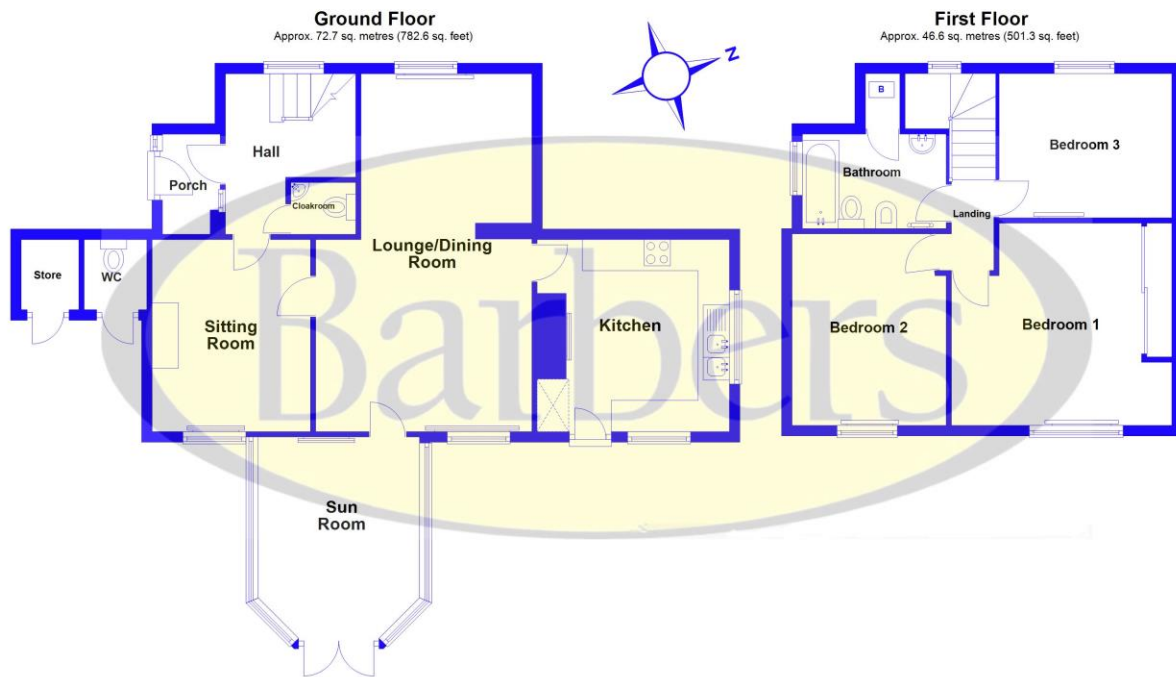 Ground Floor
Approx. 72.7 sq. metres (782.6 sq. feet)
First Floor
Approx. 46.6 sq. metres (501.3 sq. feet)
N
B
Hall
Porch
Cloakroom
Lounge/Dining
Room
Store
WC
Sitting
Room
Kitchen
Sun
Room
Bathroom
Bedroom 3
Landing
Bedroom 2
Bedroom 1
Barbers